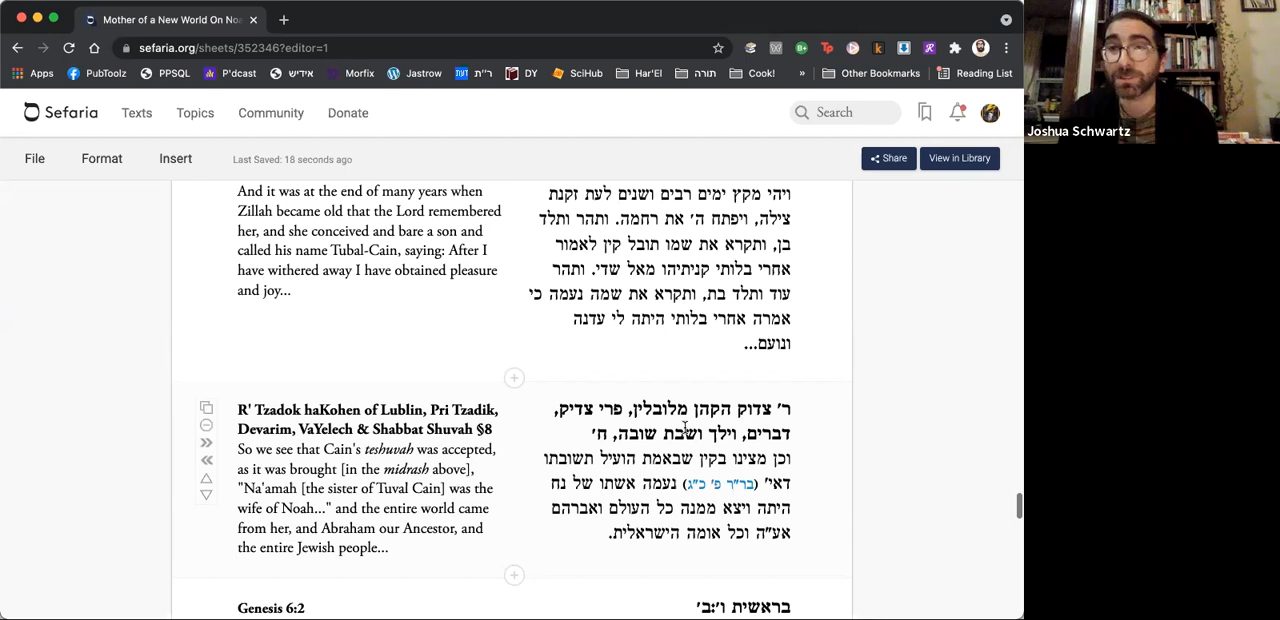 Mother of a New World On Noa
sefaria.org/sheets/352346?editor=1
Apps PubToolz PPSQL P'dcast אידיש Morfix Jastrow ר״ת DY SciHub Har'El תורה Cook! » Other Bookmarks Reading List
Sefaria Texts Topics Community Donate Search
File Format Insert Last Saved: 18 seconds ago Share View in Library
And it was at the end of many years when
Zillah became old that the Lord remembered
her, and she conceived and bare a son and
called his name Tubal-Cain, saying: After I
have withered away I have obtained pleasure
and joy...
ויהי מקץ ימים רבים ושנים לעת זקנת
צילה, ויפתח ה׳ את רחמה. ותהר ותלד
בן, ותקרא את שמו תובל קין לאמור
אחרי בלותי קניתיהו מאל שדי. ותהר
עוד ותלד בת, ותקרא את שמה נעמה כי
אמרה אחרי בלותי היתה לי עדנה
ונועם...
R' Tzadok haKohen of Lublin, Pri Tzadik,
Devarim, VaYelech & Shabbat Shuvah §8
So we see that Cain's teshuvah was accepted,
as it was brought [in the midrash above],
"Na'amah [the sister of Tuval Cain] was the
wife of Noah..." and the entire world came
from her, and Abraham our Ancestor, and
the entire Jewish people...
ר׳ צדוק הקהן מלובלין, פרי צדיק,
דברים, וילך ושבת שובה, ח׳
וכן מצינו בקין שבאמת הועיל תשובתו
דאי׳ (בר״ר פ׳ כ״ג) נעמה אשתו של נח
היתה ויצא ממנה כל העולם ואברהם
אע״ה וכל אומה הישראלית.
Genesis 6:2
בראשית ו׳:ב׳
Joshua Schwartz